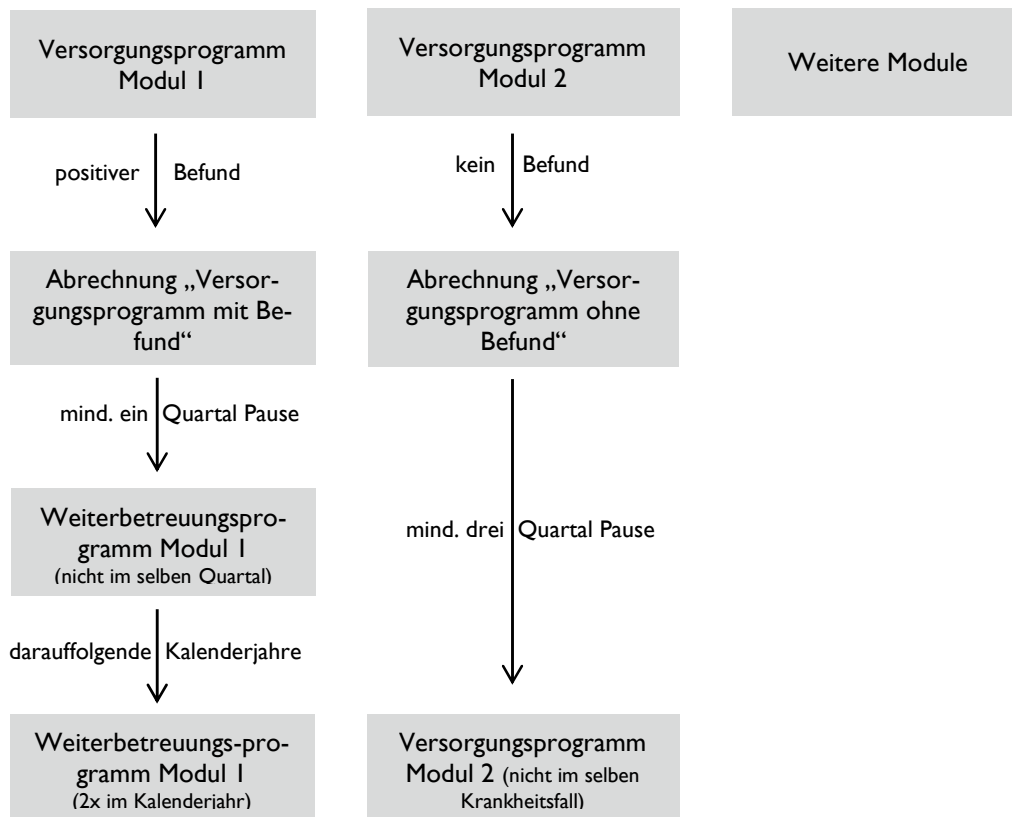 Versorgungsprogramm
Modul 1
Versorgungsprogramm
Modul 2
Weitere Module
positiver Befund
kein Befund
Abrechnung „Versor-
gungsprogramm mit Be-
fund“
Abrechnung „Versor-
gungsprogramm ohne
Befund“
mind. ein Quartal Pause
Weiterbetreuungspro-
gramm Modul 1
(nicht im selben Quartal)
mind. drei Quartal Pause
darauffolgende Kalenderjahre
Weiterbetreuungs-pro-
gramm Modul 1
(2x im Kalenderjahr)
Versorgungsprogramm
Modul 2 (nicht im selben
Krankheitsfall)